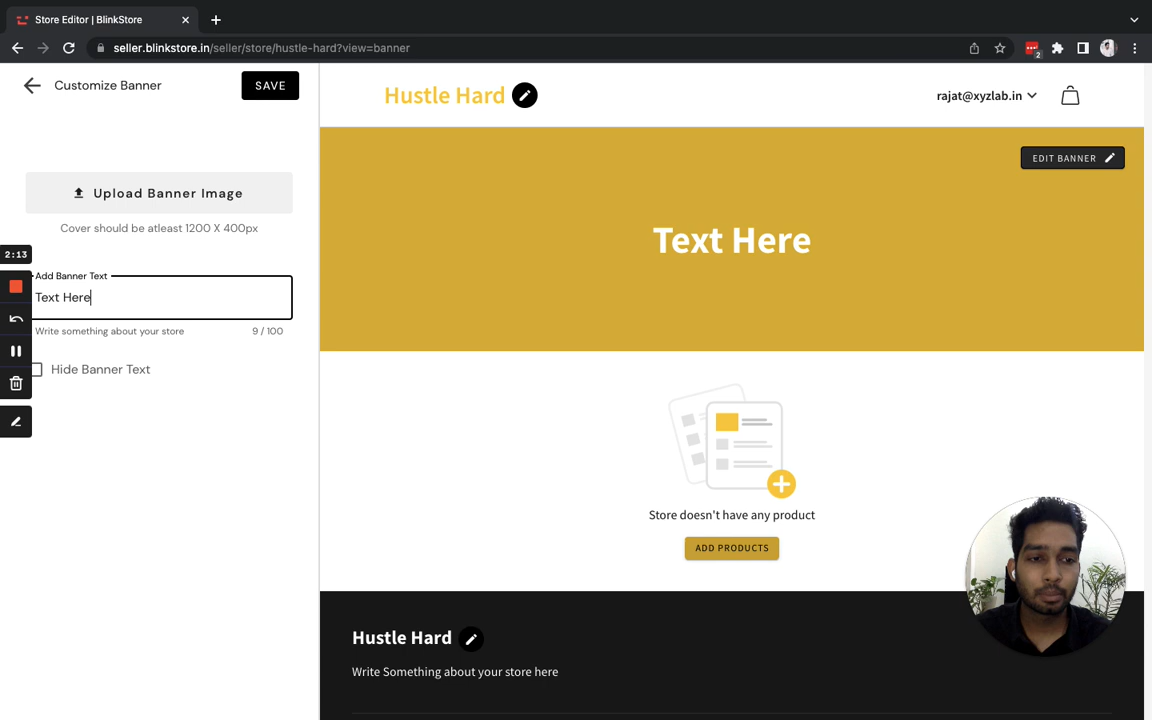 Store Editor | BlinkStore
seller.blinkstore.in/seller/store/hustle-hard?view=banner
2
Customize Banner
SAVE
Hustle Hard
rajat@xyzlab.in
EDIT BANNER
Upload Banner Image
Cover should be atleast 1200 X 400px
Text Here
2:13
Add Banner Text
Text Here
Write something about your store
9 / 100
Hide Banner Text
Store doesn't have any product
ADD PRODUCTS
Hustle Hard
Write Something about your store here